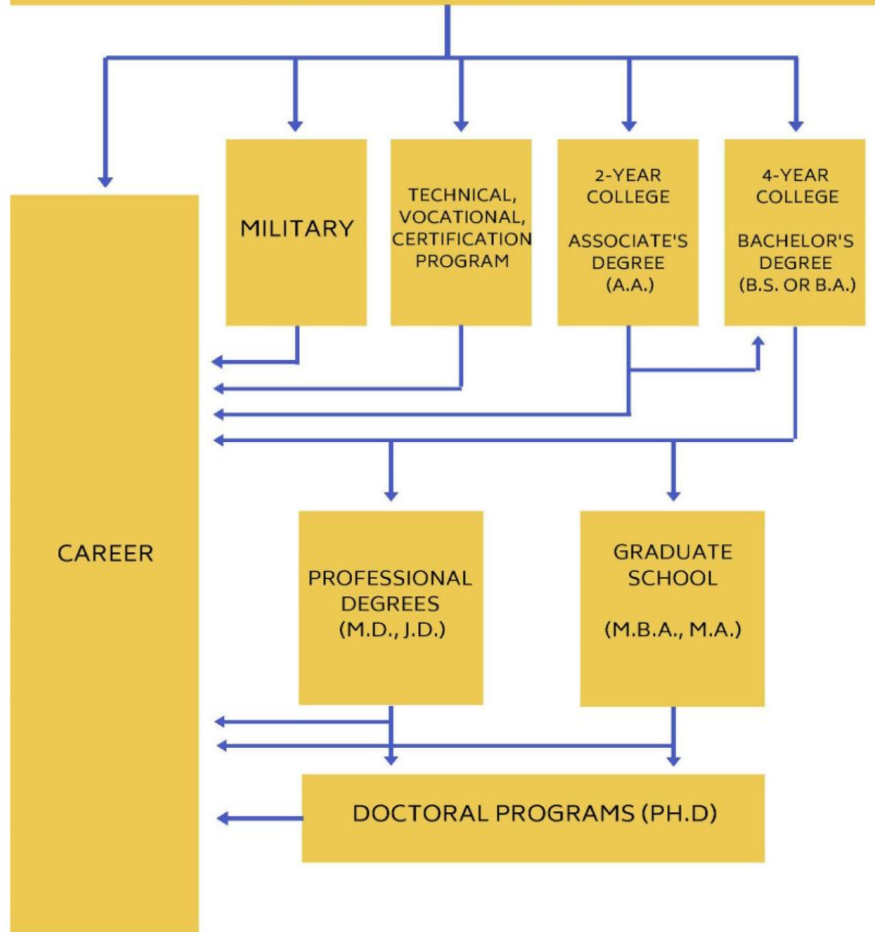 MILITARY
TECHNICAL,
VOCATIONAL,
CERTIFICATION
PROGRAM
2-YEAR
COLLEGE
ASSOCIATE'S
DEGREE
(A.A.)
4-YEAR
COLLEGE
BACHELOR'S
DEGREE
(B.S. OR B.A.)
CAREER
PROFESSIONAL
DEGREES
(M.D., J.D.)
GRADUATE
SCHOOL
(M.B.A., M.A.)
DOCTORAL PROGRAMS (PH.D)